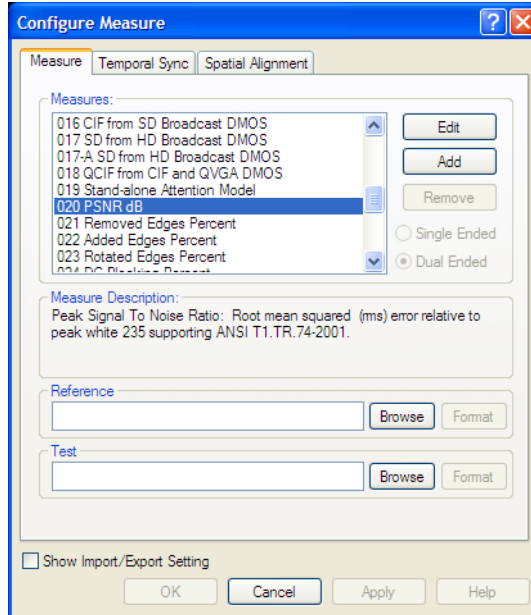 Configure Measure
Measure Temporal Sync Spatial Alignment
Measures:
016 CIF from SD Broadcast DMOS
017 SD from HD Broadcast DMOS
017-A SD from HD Broadcast DMOS
018 QCIF from CIF and QVGA DMOS
019 Stand-alone Attention Model
020 PSNR dB
021 Removed Edges Percent
022 Added Edges Percent
023 Rotated Edges Percent
024 DC Blocking Percent
Edit
Add
Remove
Single Ended
Dual Ended
Measure Description:
Peak Signal To Noise Ratio: Root mean squared (ms) error relative to
peak white 235 supporting ANSI T1.TR.74-2001.
Reference
Browse Format
Test
Browse Format
Show Import/Export Setting
OK Cancel Apply Help